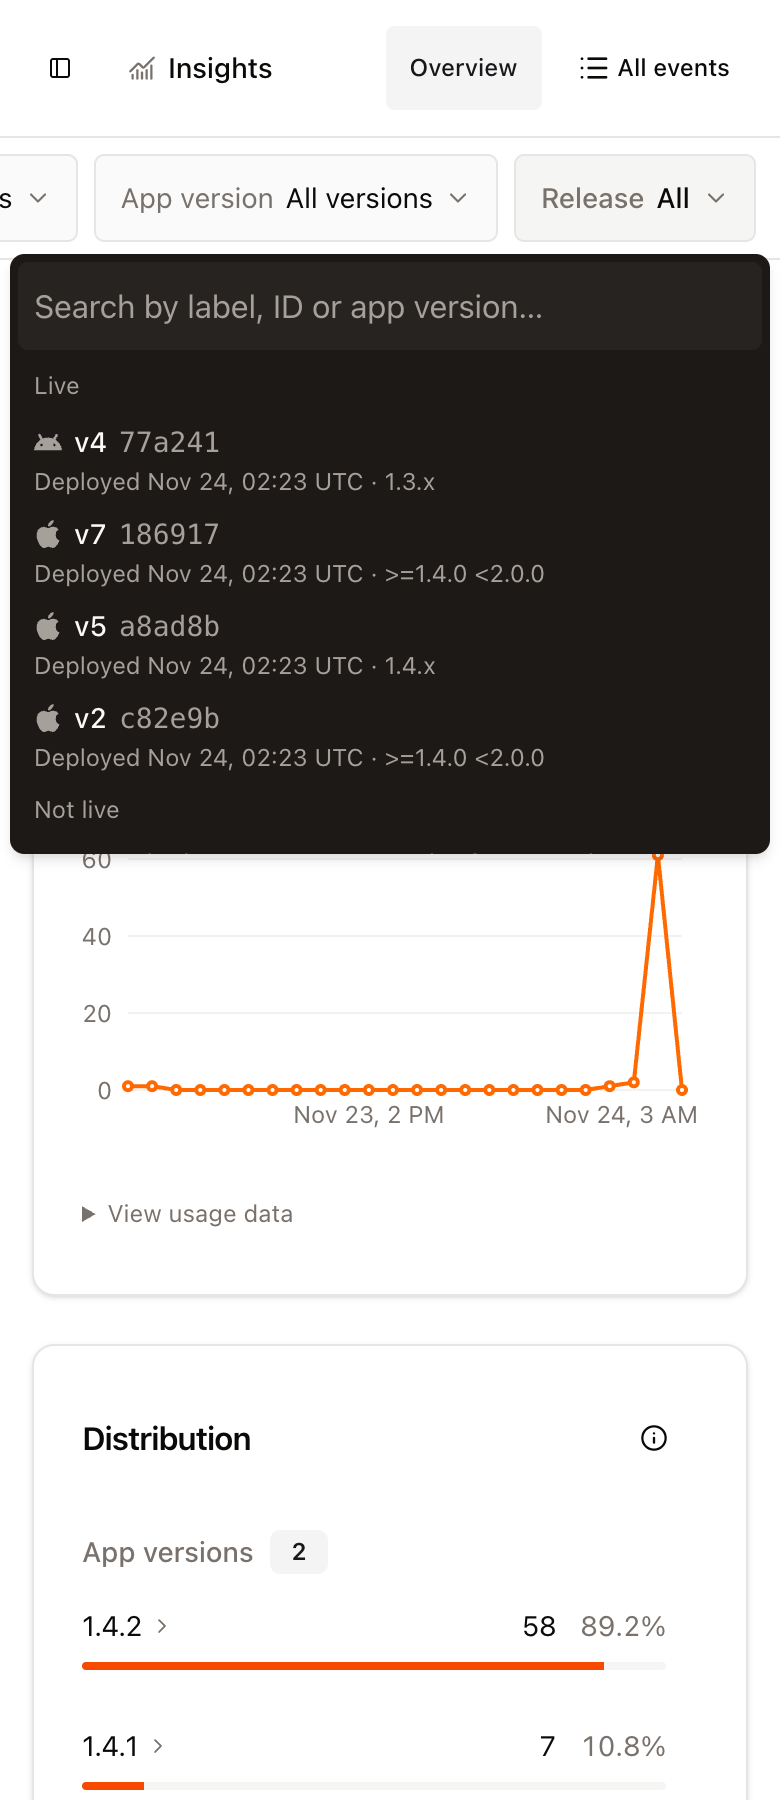 Insights
Overview
All events
s
App version All versions
Release All
Search by label, ID or app version...
Live
v4 77a241
Deployed Nov 24, 02:23 UTC · 1.3.x
v7 186917
Deployed Nov 24, 02:23 UTC · >=1.4.0 <2.0.0
v5 a8ad8b
Deployed Nov 24, 02:23 UTC · 1.4.x
v2 c82e9b
Deployed Nov 24, 02:23 UTC · >=1.4.0 <2.0.0
Not live
60
40
20
0
Nov 23, 2 PM
Nov 24, 3 AM
View usage data
Distribution
App versions 2
1.4.2 58 89.2%
1.4.1 7 10.8%